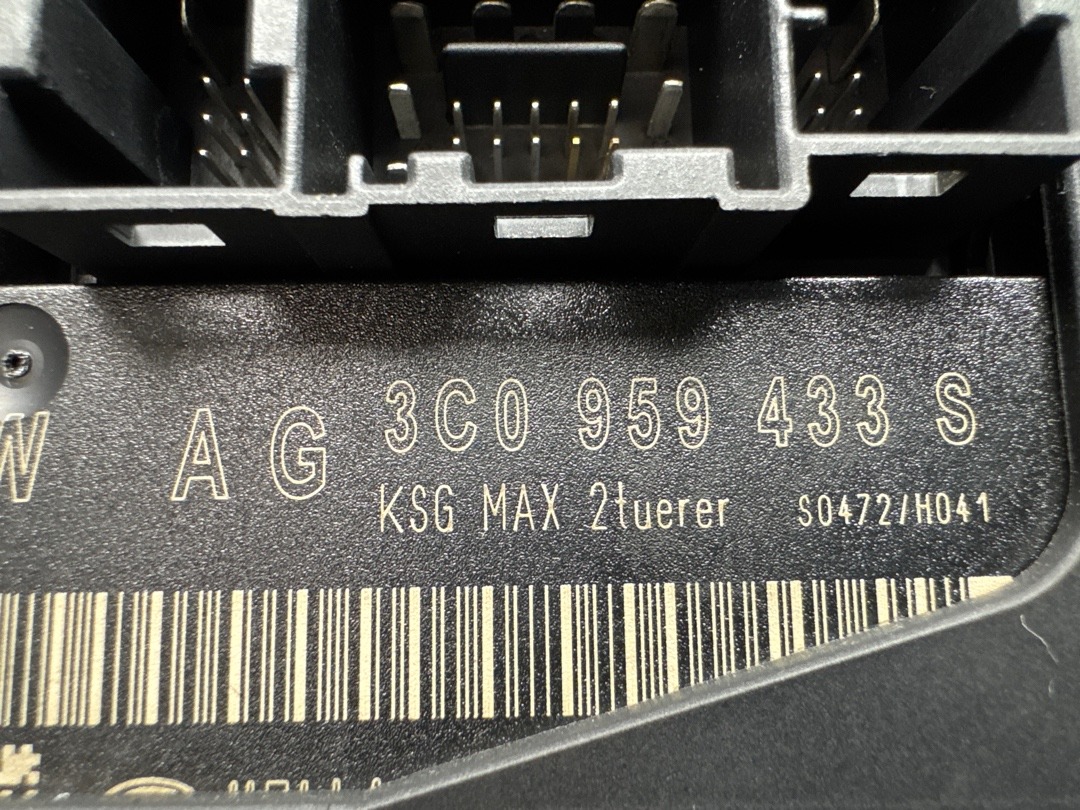 AG 3C0 959 433 S
KSG MAX 2tuerer S0472/H041